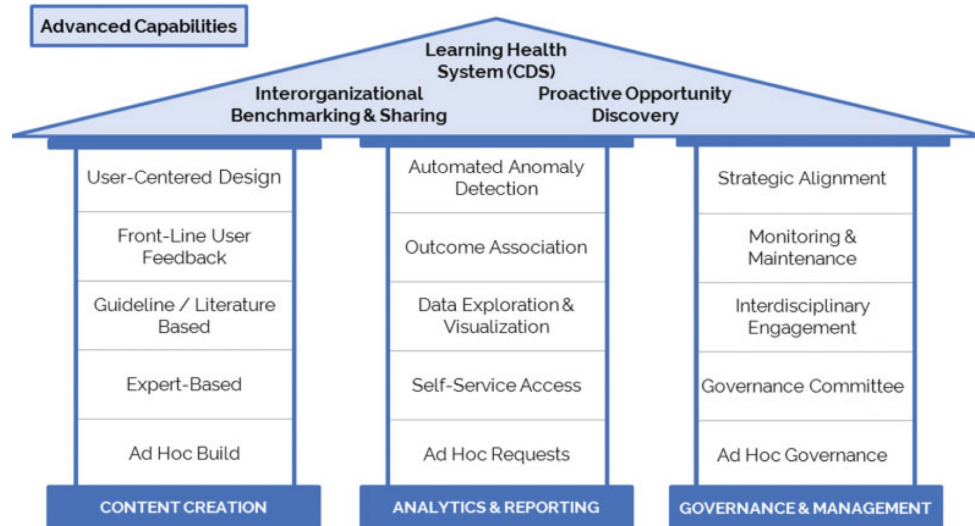 Advanced Capabilities
Learning Health
System (CDS)
Interorganizational
Benchmarking & Sharing
Proactive Opportunity
Discovery
User-Centered Design
Front-Line User
Feedback
Guideline / Literature
Based
Expert-Based
Ad Hoc Build
CONTENT CREATION
Automated Anomaly
Detection
Outcome Association
Data Exploration &
Visualization
Self-Service Access
Ad Hoc Requests
ANALYTICS & REPORTING
Strategic Alignment
Monitoring &
Maintenance
Interdisciplinary
Engagement
Governance Committee
Ad Hoc Governance
GOVERNANCE & MANAGEMENT